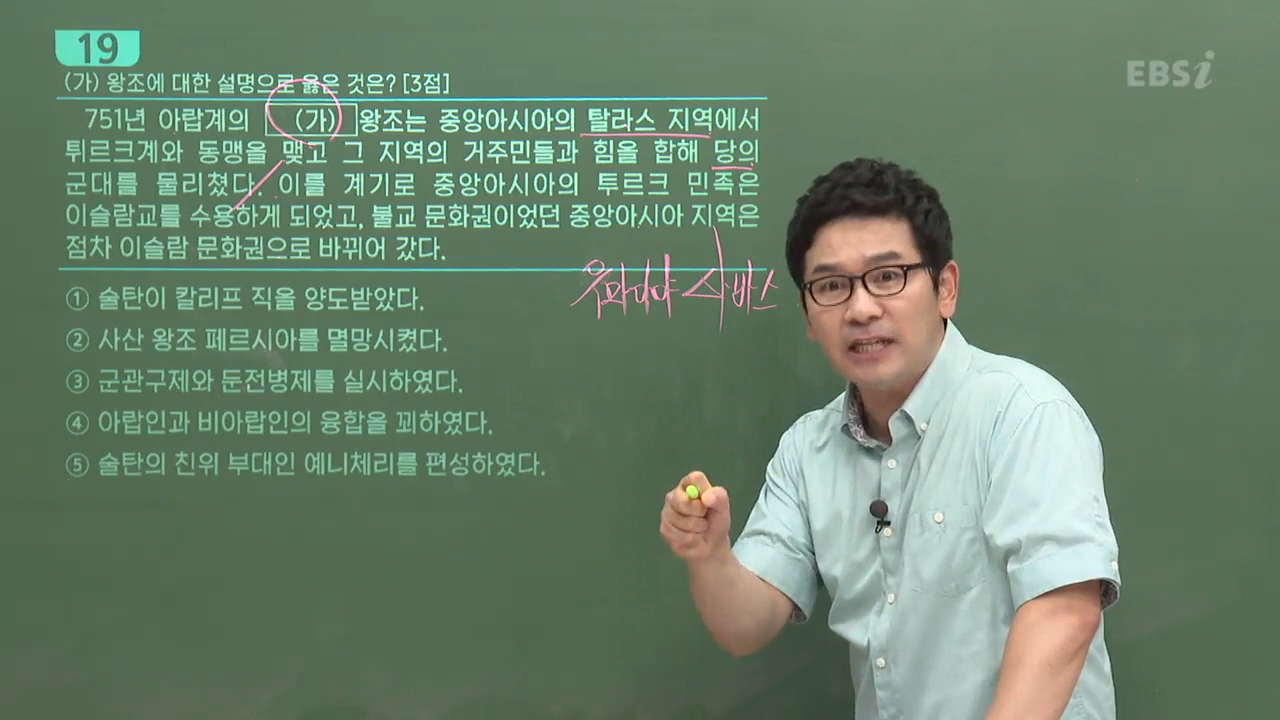 19
EBSi
(가) 왕조에 대한 설명으로 옳은 것은? [3점]
751년 아랍계의 (가) 왕조는 중앙아시아의 탈라스 지역에서
튀르크계와 동맹을 맺고 그 지역의 거주민들과 힘을 합해 당의
군대를 물리쳤다. 이를 계기로 중앙아시아의 투르크 민족은
이슬람교를 수용하게 되었고, 불교 문화권이었던 중앙아시아 지역은
점차 이슬람 문화권으로 바뀌어 갔다.
우마이야 < 아바스
① 술탄이 칼리프 직을 양도받았다.
② 사산 왕조 페르시아를 멸망시켰다.
③ 군관구제와 둔전병제를 실시하였다.
④ 아랍인과 비아랍인의 융합을 꾀하였다.
⑤ 술탄의 친위 부대인 예니체리를 편성하였다.